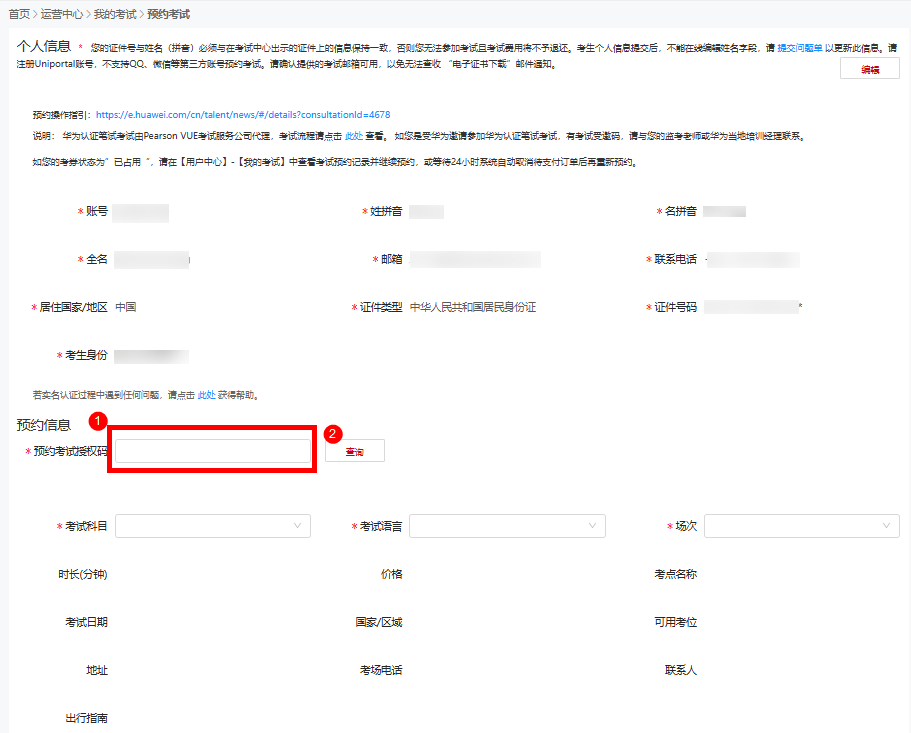 首页 > 运营中心 > 我的考试 > 预约考试
个人信息 * 您的证件号与姓名（拼音）必须与在考试中心出示的证件上的信息保持一致，否则您无法参加考试且考试费用将不予退还。考生个人信息提交后，不能在线编辑姓名字段，请 提交问题单 以更新此信息。请
注册Uniportal账号，不支持QQ、微信等第三方账号预约考试。请确认提供的考试邮箱可用，以免无法查收 “电子证书下载” 邮件通知。
编辑
预约操作指引：https://e.huawei.com/cn/talent/news/#/details?consultationId=4678
说明： 华为认证笔试考试由Pearson VUE考试服务公司代理，考试流程请点击 此处 查看。 如您是受华为邀请参加华为认证笔试考试，有考试受邀码，请与您的监考老师或华为当地培训经理联系。
如您的考券状态为”已占用“，请在【用户中心】-【我的考试】中查看考试预约记录并继续预约，或等待24小时系统自动取消待支付订单后再重新预约。
* 账号 * 姓拼音 * 名拼音
* 全名 * 邮箱 * 联系电话
* 居住国家/地区 中国 * 证件类型 中华人民共和国居民身份证 * 证件号码 *
* 考生身份
若实名认证过程中遇到任何问题，请点击 此处 获得帮助。
预约信息 1 2
* 预约考试授权码 查询
* 考试科目 * 考试语言 * 场次
时长(分钟) 价格 考点名称
考试日期 国家/区域 可用考位
地址 考场电话 联系人
出行指南